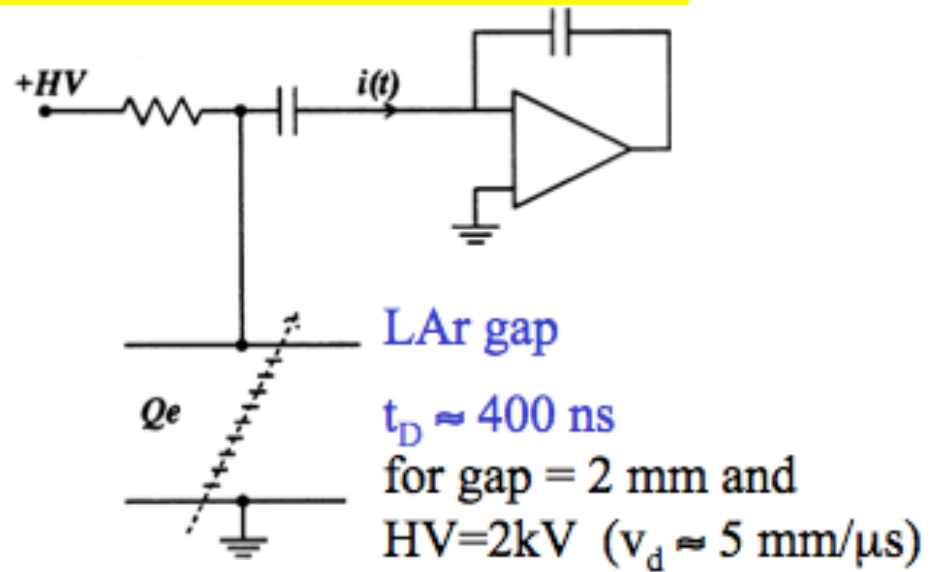 +HV
i(t)
LAr gap
Qe
t_D ≈ 400 ns
for gap = 2 mm and
HV=2kV (v_d ≈ 5 mm/μs)